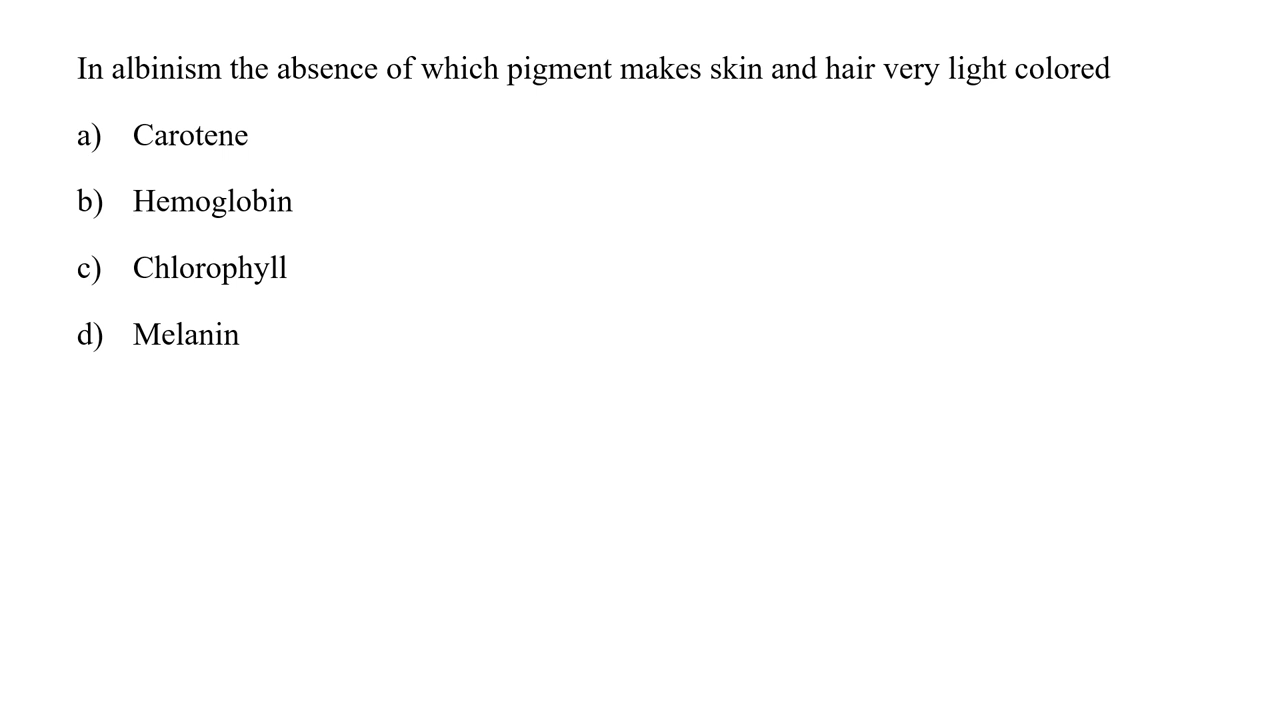 In albinism the absence of which pigment makes skin and hair very light colored
a) Carotene
b) Hemoglobin
c) Chlorophyll
d) Melanin